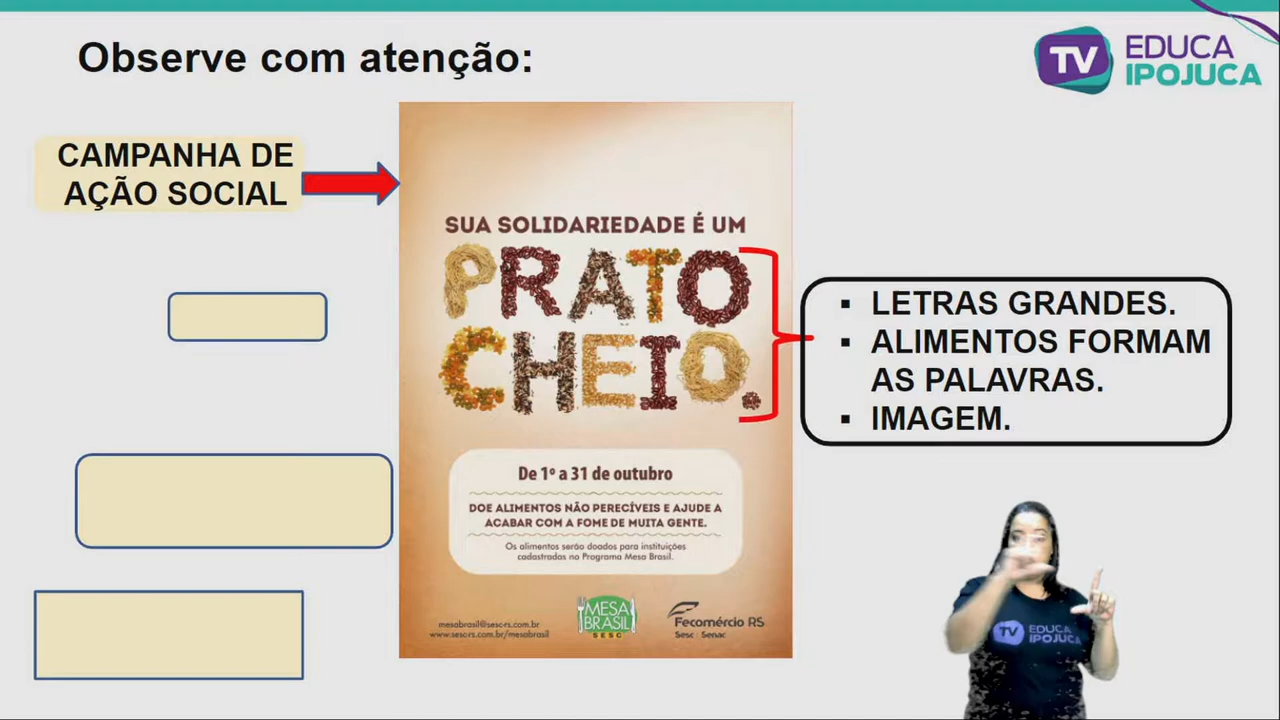 Observe com atenção:
TV EDUCA
IPOJUCA
CAMPANHA DE
AÇÃO SOCIAL
SUA SOLIDARIEDADE É UM
PRATO
CHEIO.
LETRAS GRANDES.
ALIMENTOS FORMAM
AS PALAVRAS.
IMAGEM.
De 1º a 31 de outubro
DOE ALIMENTOS NÃO PERECÍVEIS E AJUDE A
ACABAR COM A FOME DE MUITA GENTE.
Os alimentos serão doados para instituições
cadastradas no Programa Mesa Brasil.
mesabrasil@sesc-rs.com.br
www.sesc-rs.com.br/mesabrasil
MESA
BRASIL
SESC
Fecomércio RS
Sesc / Senac
TV EDUCA
IPOJUCA